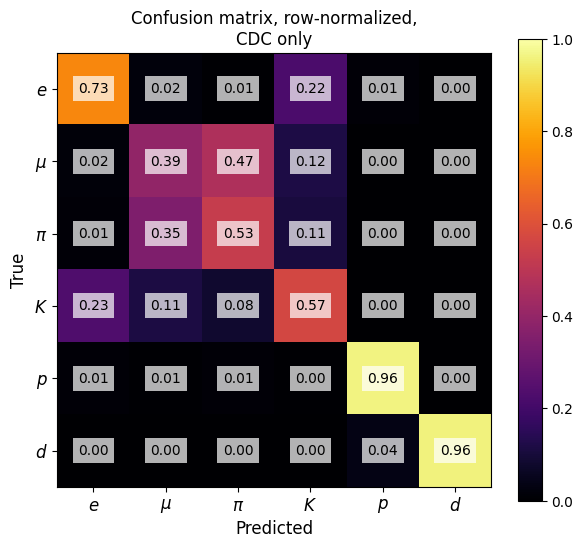 Confusion matrix, row-normalized,
CDC only
True
e 0.73 0.02 0.01 0.22 0.01 0.00
μ 0.02 0.39 0.47 0.12 0.00 0.00
π 0.01 0.35 0.53 0.11 0.00 0.00
K 0.23 0.11 0.08 0.57 0.00 0.00
p 0.01 0.01 0.01 0.00 0.96 0.00
d 0.00 0.00 0.00 0.00 0.04 0.96
e μ π K p d
Predicted
1.0
0.8
0.6
0.4
0.2
0.0